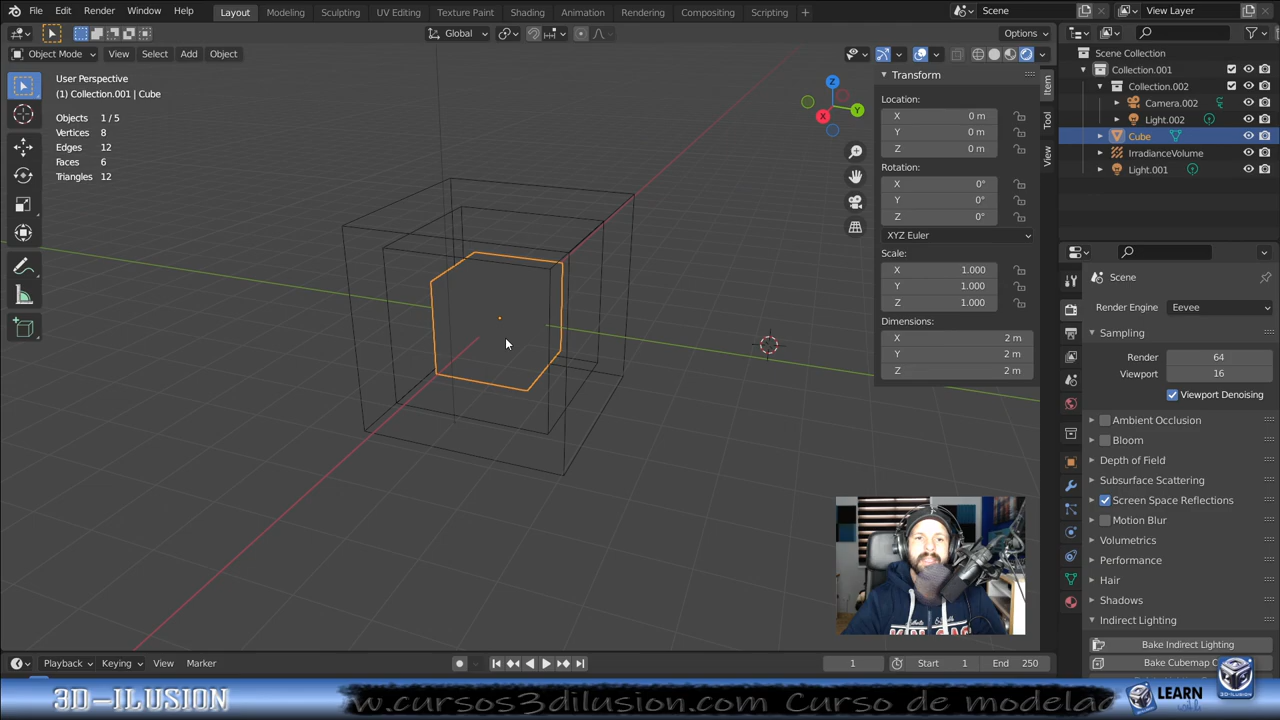 File Edit Render Window Help Layout Modeling Sculpting UV Editing Texture Paint Shading Animation Rendering Compositing Scripting + Scene View Layer
Global Options
Object Mode View Select Add Object
User Perspective
(1) Collection.001 | Cube
Objects 1/5
Vertices 8
Edges 12
Faces 6
Triangles 12
Z
Y
X
Transform
Location:
X 0 m
Y 0 m
Z 0 m
Rotation:
X 0°
Y 0°
Z 0°
XYZ Euler
Scale:
X 1.000
Y 1.000
Z 1.000
Dimensions:
X 2 m
Y 2 m
Z 2 m
Item
Tool
View
Scene Collection
Collection.001
Collection.002
Camera.002
Light.002
Cube
IrradianceVolume
Light.001
Scene
Render Engine Eevee
Sampling
Render 64
Viewport 16
Viewport Denoising
Ambient Occlusion
Bloom
Depth of Field
Subsurface Scattering
Screen Space Reflections
Motion Blur
Volumetrics
Performance
Hair
Shadows
Indirect Lighting
Bake Indirect Lighting
Bake Cubemap
Playback Keying View Marker 1 Start 1 End 250
3D-ILUSION w.cursos3dilusion.com Curso de modelad LEARN